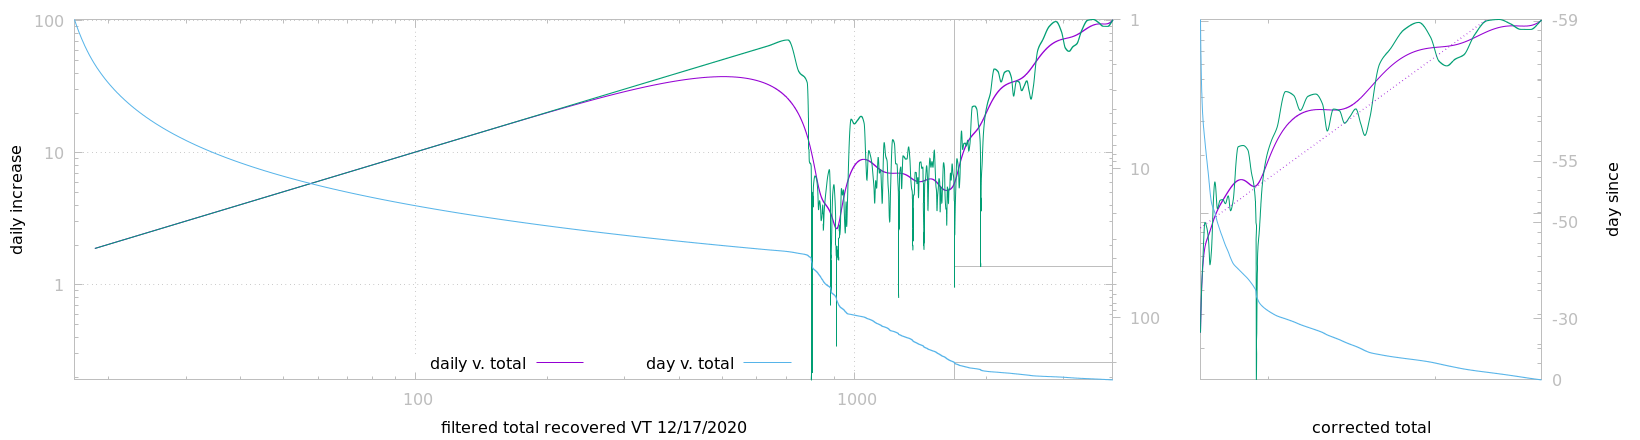 100
10
1
daily increase
100
1000
filtered total recovered VT 12/17/2020
daily v. total
day v. total
1
10
100
-59
-55
-50
-30
0
day since
corrected total